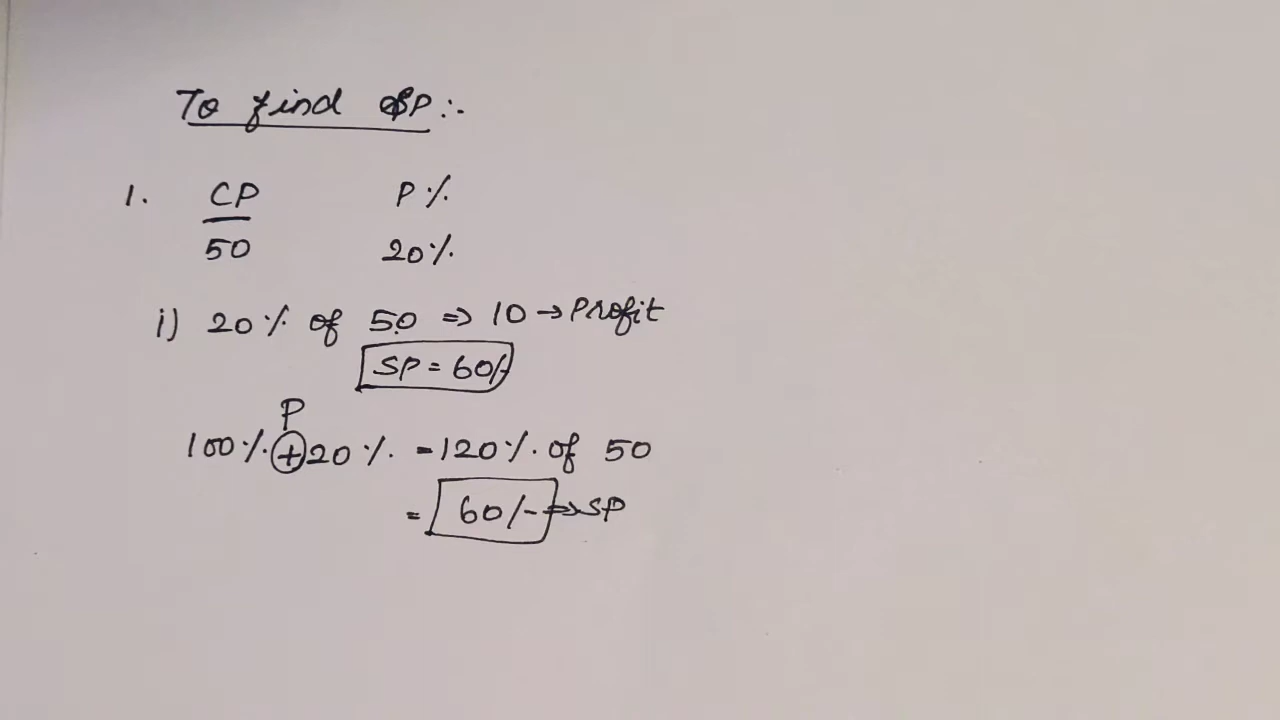 To find SP:-
1. CP P%
50 20%
i) 20% of 50 => 10 → Profit
SP = 60/-
P
100% + 20% = 120% of 50
= 60/- => SP